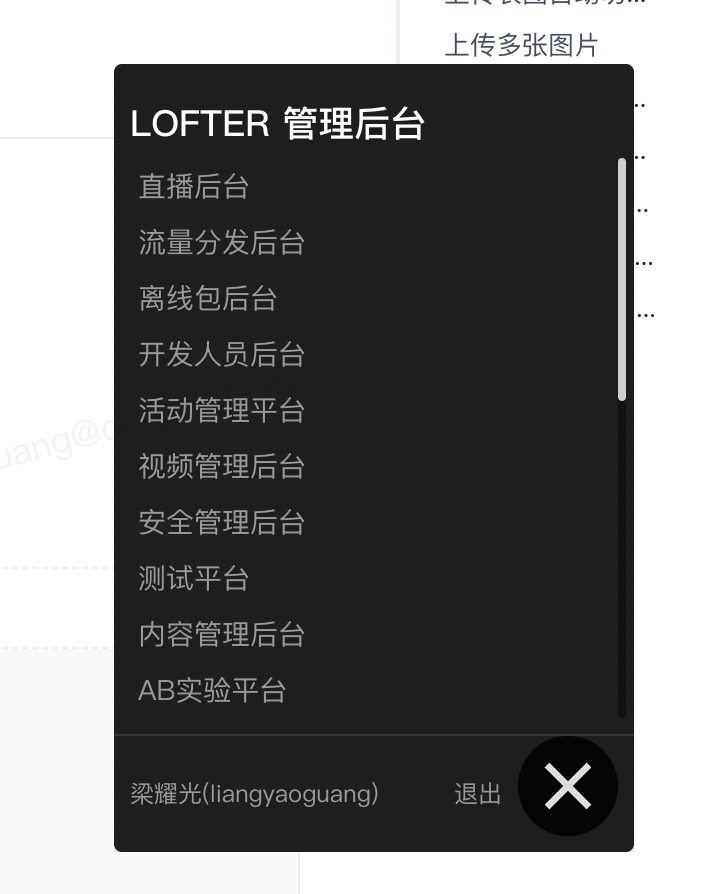 上传多张图片
LOFTER 管理后台
直播后台
流量分发后台
离线包后台
开发人员后台
活动管理平台
视频管理后台
安全管理后台
测试平台
内容管理后台
AB实验平台
梁耀光(liangyaoguang) 退出